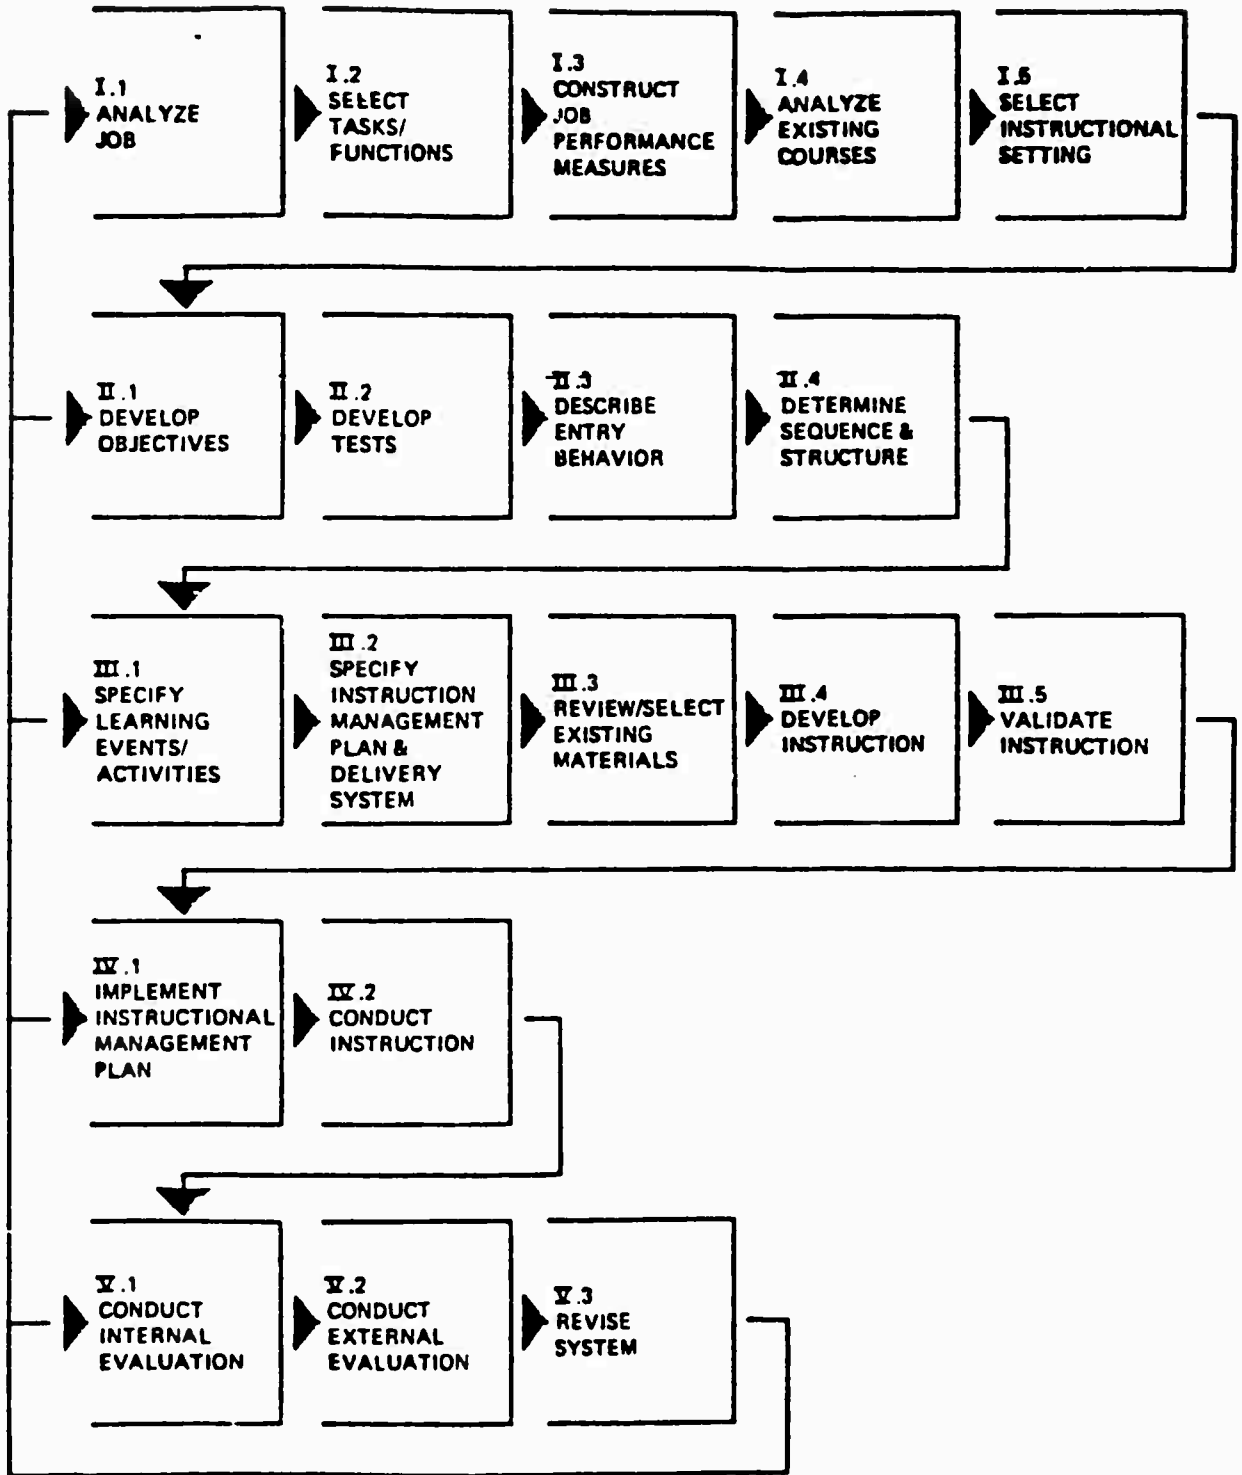 I.1
ANALYZE
JOB
I.2
SELECT
TASKS/
FUNCTIONS
I.3
CONSTRUCT
JOB
PERFORMANCE
MEASURES
I.4
ANALYZE
EXISTING
COURSES
I.5
SELECT
INSTRUCTIONAL
SETTING
II.1
DEVELOP
OBJECTIVES
II.2
DEVELOP
TESTS
II.3
DESCRIBE
ENTRY
BEHAVIOR
II.4
DETERMINE
SEQUENCE &
STRUCTURE
III.1
SPECIFY
LEARNING
EVENTS/
ACTIVITIES
III.2
SPECIFY
INSTRUCTION
MANAGEMENT
PLAN &
DELIVERY
SYSTEM
III.3
REVIEW/SELECT
EXISTING
MATERIALS
III.4
DEVELOP
INSTRUCTION
III.5
VALIDATE
INSTRUCTION
IV.1
IMPLEMENT
INSTRUCTIONAL
MANAGEMENT
PLAN
IV.2
CONDUCT
INSTRUCTION
V.1
CONDUCT
INTERNAL
EVALUATION
V.2
CONDUCT
EXTERNAL
EVALUATION
V.3
REVISE
SYSTEM